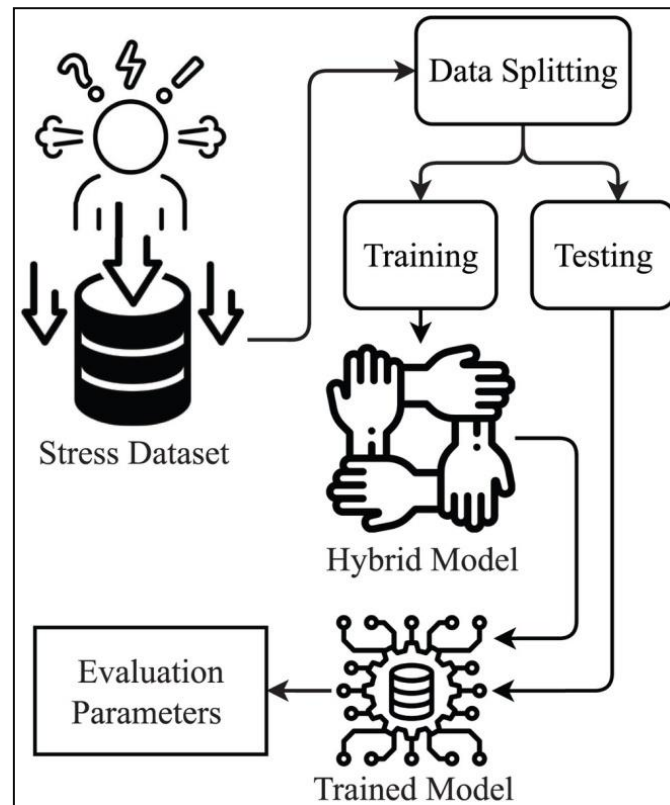 Data Splitting
Training
Testing
Stress Dataset
Hybrid Model
Evaluation
Parameters
Trained Model